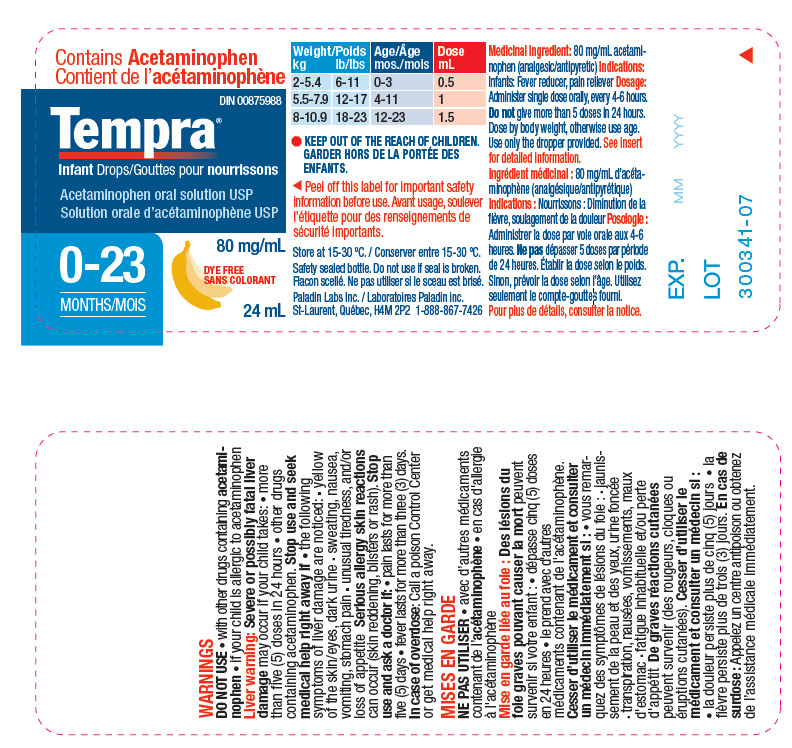 Contains Acetaminophen
Contient de l'acétaminophène
DIN 00875988
Tempra®
Infant Drops/Gouttes pour nourrissons
Acetaminophen oral solution USP
Solution orale d'acétaminophène USP
0-23
MONTHS/MOIS
80 mg/mL
DYE FREE
SANS COLORANT
24 mL
Weight/Poids Age/Âge Dose
kg lb/lbs mos./mois mL
2-5.4 6-11 0-3 0.5
5.5-7.9 12-17 4-11 1
8-10.9 18-23 12-23 1.5
KEEP OUT OF THE REACH OF CHILDREN.
GARDER HORS DE LA PORTÉE DES
ENFANTS.
Peel off this label for important safety
information before use. Avant usage, soulever
l'étiquette pour des renseignements de
sécurité importants.
Store at 15-30 ºC. / Conserver entre 15-30 ºC.
Safety sealed bottle. Do not use if seal is broken.
Flacon scellé. Ne pas utiliser si le sceau est brisé.
Paladin Labs Inc. / Laboratoires Paladin inc.
St-Laurent, Québec, H4M 2P2 1-888-867-7426
Medicinal Ingredient: 80 mg/mL acetami-
nophen (analgesic/antipyretic) Indications:
Infants: Fever reducer, pain reliever Dosage:
Administer single dose orally, every 4-6 hours.
Do not give more than 5 doses in 24 hours.
Dose by body weight, otherwise use age.
Use only the dropper provided. See insert
for detailed information.
Ingrédient médicinal : 80 mg/mL d'acéta-
minophène (analgésique/antipyrétique)
Indications : Nourrissons : Diminution de la
fièvre, soulagement de la douleur Posologie :
Administrer la dose par voie orale aux 4-6
heures. Ne pas dépasser 5 doses par période
de 24 heures. Établir la dose selon le poids.
Sinon, prévoir la dose selon l'âge. Utilisez
seulement le compte-gouttes fourni.
Pour plus de détails, consulter la notice.
EXP. MM YYYY
LOT
300341-07
WARNINGS
DO NOT USE • with other drugs containing acetami-
nophen • if your child is allergic to acetaminophen
Liver warning: Severe or possibly fatal liver
damage may occur if your child takes: • more
than five (5) doses in 24 hours • other drugs
containing acetaminophen. Stop use and seek
medical help right away if • the following
symptoms of liver damage are noticed: - yellow
of the skin/eyes, dark urine - sweating, nausea,
vomiting, stomach pain - unusual tiredness, and/or
loss of appetite Serious allergy skin reactions
can occur (skin reddening, blisters or rash). Stop
use and ask a doctor if: • pain lasts for more than
five (5) days • fever lasts for more than three (3) days.
In case of overdose: Call a poison Control Center
or get medical help right away.
MISES EN GARDE
NE PAS UTILISER • avec d'autres médicaments
contenant de l'acétaminophène • en cas d'allergie
à l'acétaminophène
Mise en garde liée au foie : Des lésions du
foie graves pouvant causer la mort peuvent
survenir si votre enfant : • dépasse cinq (5) doses
en 24 heures • le prend avec d'autres
médicaments contenant de l'acétaminophène.
Cesser d'utiliser le médicament et consulter
un médecin immédiatement si : • vous remar-
quez des symptômes de lésions du foie : - jaunis-
sement de la peau et des yeux, urine foncée
- transpiration, nausées, vomissements, maux
d'estomac - fatigue inhabituelle et/ou perte
d'appétit De graves réactions cutanées
peuvent survenir (des rougeurs, cloques ou
éruptions cutanées). Cesser d'utiliser le
médicament et consulter un médecin si :
• la douleur persiste plus de cinq (5) jours • la
fièvre persiste plus de trois (3) jours. En cas de
surdose : Appelez un centre antipoison ou obtenez
de l'assistance médicale immédiatement.